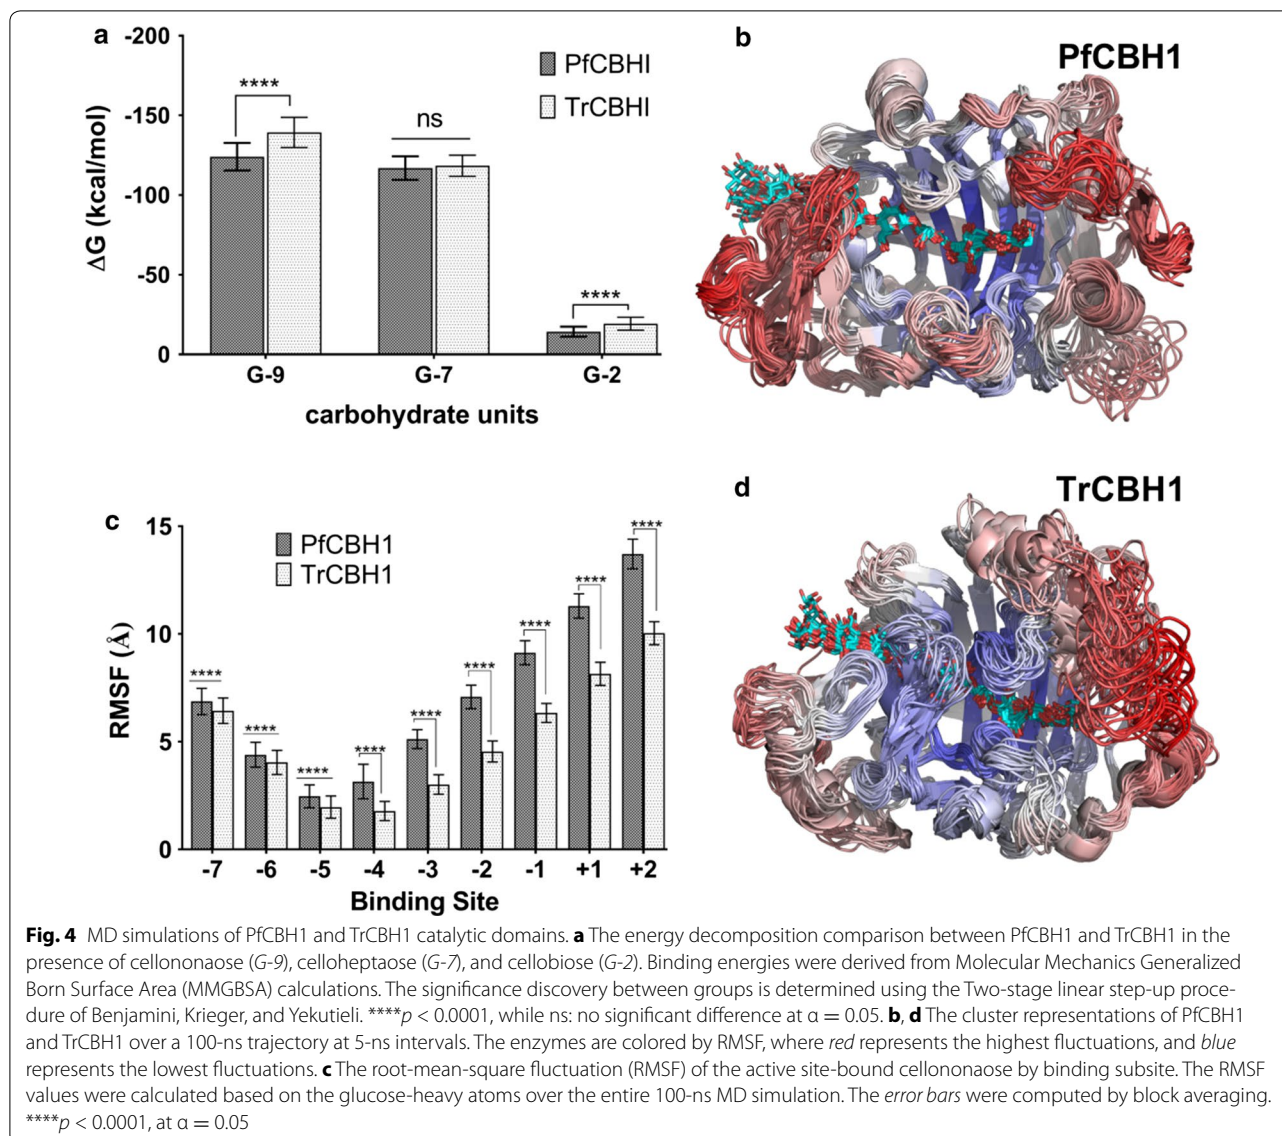 a
-200
-150
-100
-50
0
ΔG (kcal/mol)
PfCBHI
TrCBHI
****
ns
****
G-9 G-7 G-2
carbohydrate units
b
PfCBH1
c
15
10
5
0
RMSF (Å)
PfCBH1
TrCBH1
**** **** **** **** **** **** **** **** ****
-7 -6 -5 -4 -3 -2 -1 +1 +2
Binding Site
d
TrCBH1
Fig. 4 MD simulations of PfCBH1 and TrCBH1 catalytic domains. a The energy decomposition comparison between PfCBH1 and TrCBH1 in the
presence of cellononaose (G-9), celloheptaose (G-7), and cellobiose (G-2). Binding energies were derived from Molecular Mechanics Generalized
Born Surface Area (MMGBSA) calculations. The significance discovery between groups is determined using the Two-stage linear step-up proce-
dure of Benjamini, Krieger, and Yekutieli. ****p < 0.0001, while ns: no significant difference at α = 0.05. b, d The cluster representations of PfCBH1
and TrCBH1 over a 100-ns trajectory at 5-ns intervals. The enzymes are colored by RMSF, where red represents the highest fluctuations, and blue
represents the lowest fluctuations. c The root-mean-square fluctuation (RMSF) of the active site-bound cellononaose by binding subsite. The RMSF
values were calculated based on the glucose-heavy atoms over the entire 100-ns MD simulation. The error bars were computed by block averaging.
****p < 0.0001, at α = 0.05